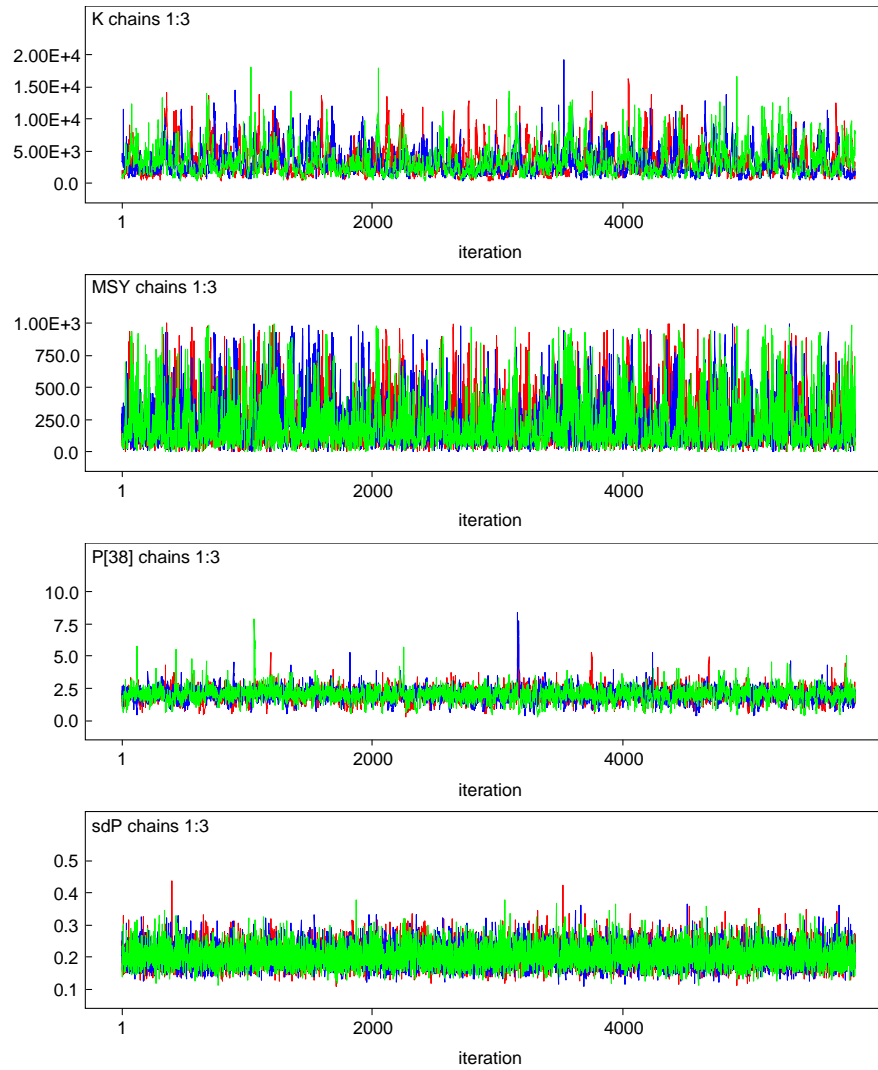 K chains 1:3
2.00E+4
1.50E+4
1.00E+4
5.00E+3
0.0
1 2000 4000
iteration
MSY chains 1:3
1.00E+3
750.0
500.0
250.0
0.0
1 2000 4000
iteration
P[38] chains 1:3
10.0
7.5
5.0
2.5
0.0
1 2000 4000
iteration
sdP chains 1:3
0.5
0.4
0.3
0.2
0.1
1 2000 4000
iteration